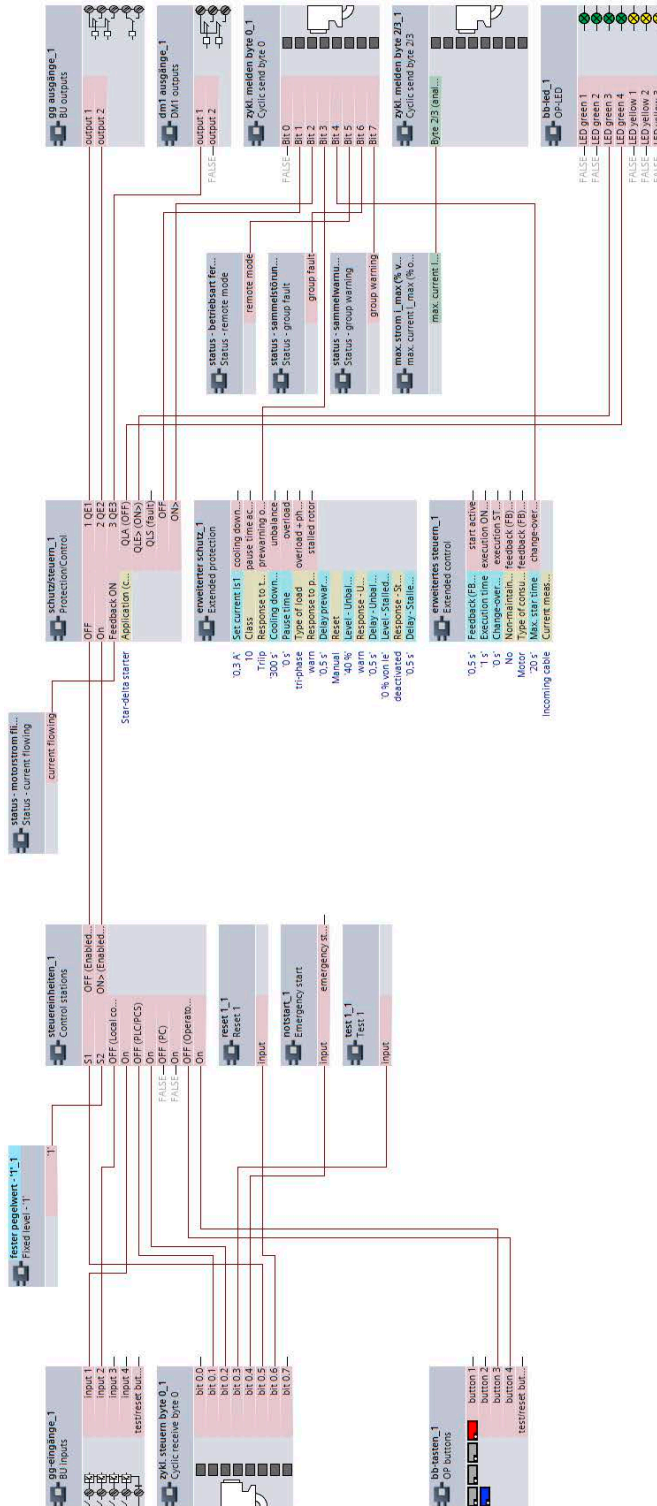 gg-eingänge_1
BU inputs
input 1
input 2
input 3
input 4
test/reset but...
zykl. steuern byte 0_1
Cyclic receive byte 0
bit 0.0
bit 0.1
bit 0.2
bit 0.3
bit 0.4
bit 0.5
bit 0.6
bit 0.7
bb-tasten_1
OP buttons
button 1
button 2
button 3
button 4
test/reset but...
fester pegelwert - '1'_1
Fixed level - '1'
'1'
steuereinheiten_1
Control stations
S1
OFF (Enabled...
S2
ON> (Enabled...
OFF (Local co...
On
OFF (PLC/PCS)
On
FALSE
OFF (PC)
FALSE
On
OFF (Operato...
On
reset 1_1
Reset 1
input
notstart_1
Emergency start
input
emergency st...
test 1_1
Test 1
input
status - motorstrom fli...
Status - current flowing
current flowing
schutz/steuern_1
Protection/Control
OFF
1 QE1
On
2 QE2
Feedback ON
3 QE3
Star-delta starter
Application (c...
QLA (OFF)
QLE> (ON>)
QLS (fault)
OFF
ON>
erweiterter schutz_1
Extended protection
'0,3 A'
Set current Is1
cooling down...
10
Class
pause time ac...
Triip
Response to t...
prewarning o...
'300 s'
Cooling down...
unbalance
'0 s'
Pause time
overload
tri-phase
Type of load
overload + ph...
warn
Response to p...
stalled rotor
'0,5 s'
Delay prewar...
Manual
Reset
'40 %
Level - Unbal...
warn
Response - U...
'0,5 s'
Delay - Unbal...
'0 % von Ie'
Level - Stalled...
deactivated
Response - St...
'0,5 s'
Delay - Stalle...
erweitertes steuern_1
Extended control
'0,5 s'
Feedback (FB...
start active
'1 s'
Execution time
execution ON...
'0 s'
Change-over...
execution ST...
No
Non-maintain...
feedback (FB)...
Motor
Type of consu...
feedback (FB)...
'20 s'
Max. star time
change-over...
Incoming cable
Current meas...
status - betriebsart fer...
Status - remote mode
remote mode
status - sammelstörun...
Status - group fault
group fault
status - sammelwarnu...
Status - group warning
group warning
max. strom i_max (% v...
max. current I_max (% o...
max. current I...
gg ausgänge_1
BU outputs
output 1
output 2
dm1 ausgänge_1
DM1 outputs
output 1
FALSE
output 2
zykl. melden byte 0_1
Cyclic send byte 0
FALSE
Bit 0
Bit 1
Bit 2
Bit 3
Bit 4
Bit 5
Bit 6
Bit 7
zykl. melden byte 2/3_1
Cyclic send byte 2/3
Byte 2/3 (anal...
bb-led_1
OP-LED
FALSE
LED green 1
FALSE
LED green 2
LED green 3
LED green 4
FALSE
LED yellow 1
FALSE
LED yellow 2